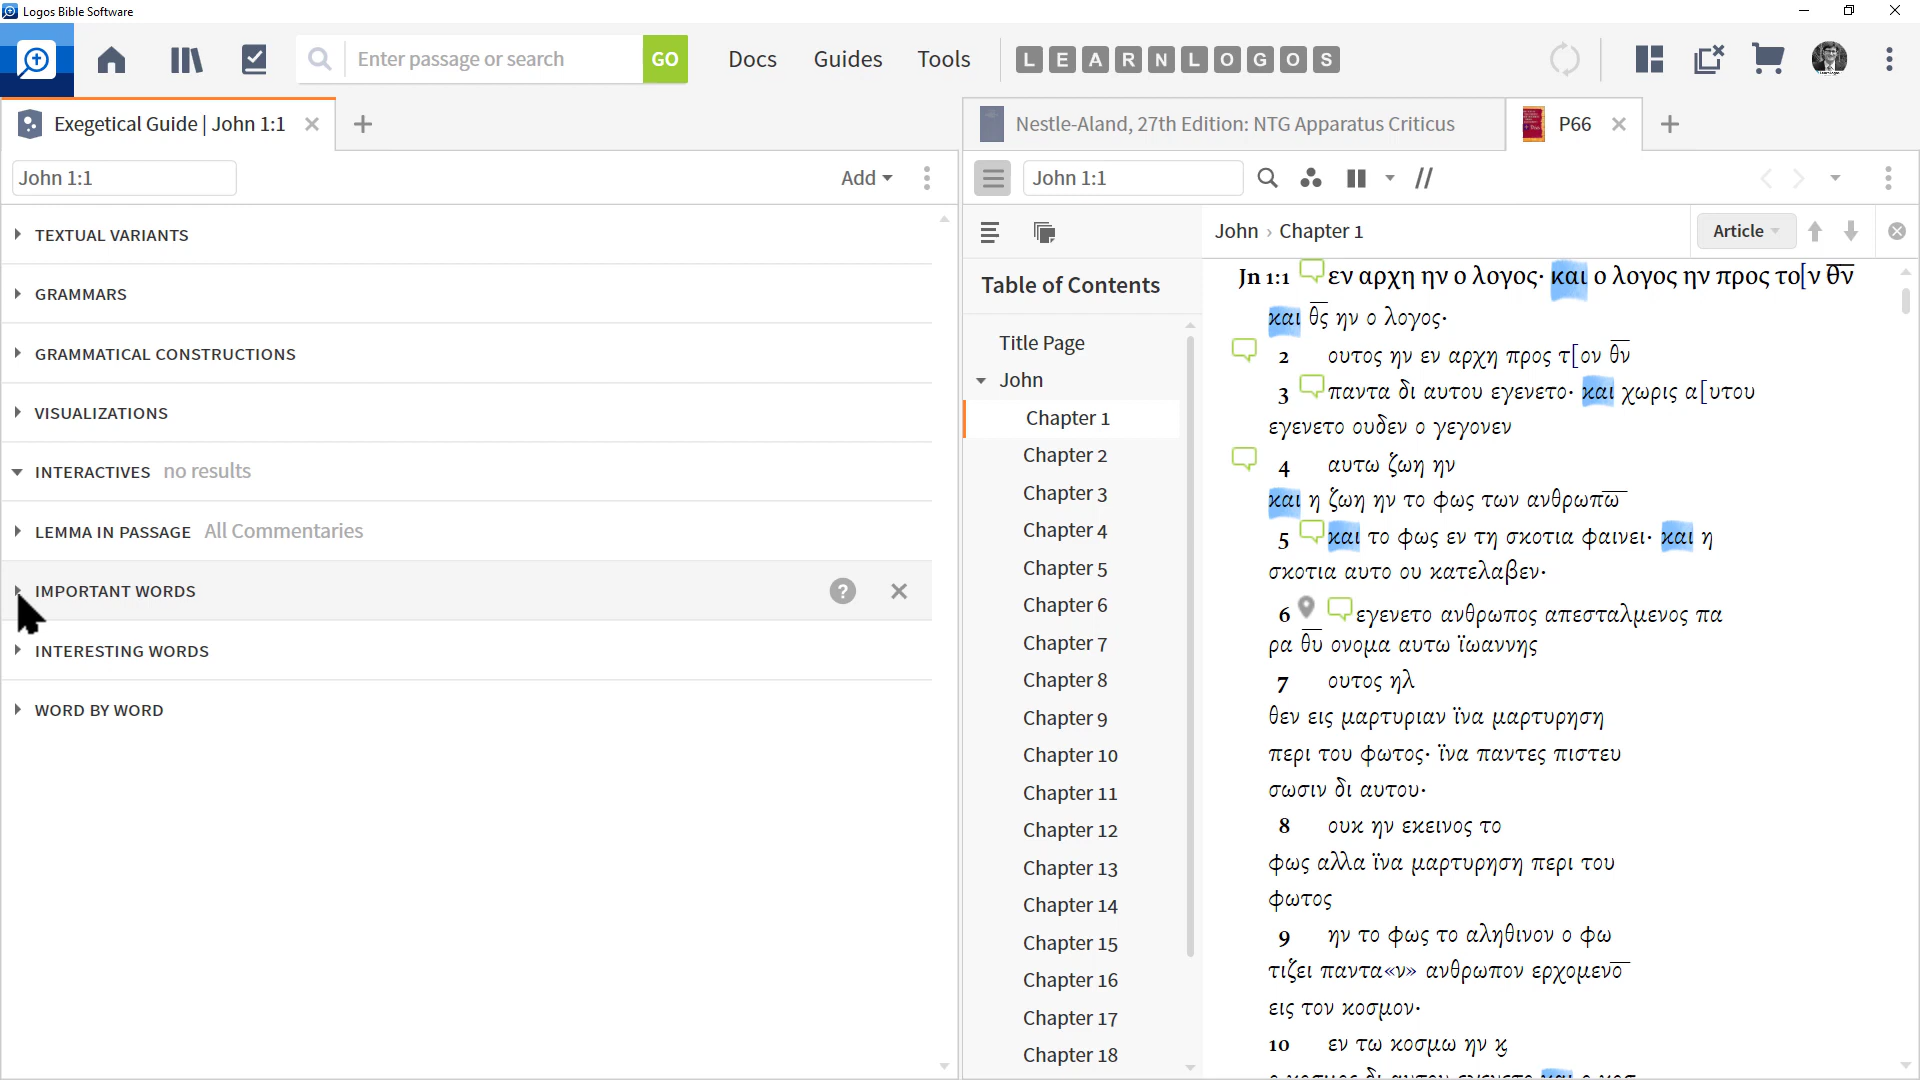 Logos Bible Software
Enter passage or search
GO
Docs
Guides
Tools
LEARNLOGOS
Exegetical Guide | John 1:1
John 1:1
Add
TEXTUAL VARIANTS
GRAMMARS
GRAMMATICAL CONSTRUCTIONS
VISUALIZATIONS
INTERACTIVES no results
LEMMA IN PASSAGE All Commentaries
IMPORTANT WORDS
INTERESTING WORDS
WORD BY WORD
Nestle-Aland, 27th Edition: NTG Apparatus Criticus
P66
John 1:1
Table of Contents
Title Page
John
Chapter 1
Chapter 2
Chapter 3
Chapter 4
Chapter 5
Chapter 6
Chapter 7
Chapter 8
Chapter 9
Chapter 10
Chapter 11
Chapter 12
Chapter 13
Chapter 14
Chapter 15
Chapter 16
Chapter 17
Chapter 18
John › Chapter 1
Article
Jn 1:1 εν αρχη ην ο λογος· και ο λογος ην προς το[ν θ̅ν̅
και θ̅ς̅ ην ο λογος·
2 ουτος ην εν αρχη προς τ[ον θ̅ν̅
3 παντα δι αυτου εγενετο· και χωρις α[υτου
εγενετο ουδεν ο γεγονεν
4 αυτω ζωη ην
και η ζωη ην το φως των ανθρωπω̅
5 και το φως εν τη σκοτια φαινει· και η
σκοτια αυτο ου κατελαβεν·
6 εγενετο ανθρωπος απεσταλμενος πα
ρα θ̅υ̅ ονομα αυτω ϊωαννης
7 ουτος ηλ
θεν εις μαρτυριαν ϊνα μαρτυρηση
περι του φωτος· ϊνα παντες πιστευ
σωσιν δι αυτου·
8 ουκ ην εκεινος το
φως αλλα ϊνα μαρτυρηση περι του
φωτος
9 ην το φως το αληθινον ο φω
τιζει παντα«ν» ανθρωπον ερχομενο̅
εις τον κοσμον·
10 εν τω κοσμω ην ϗ